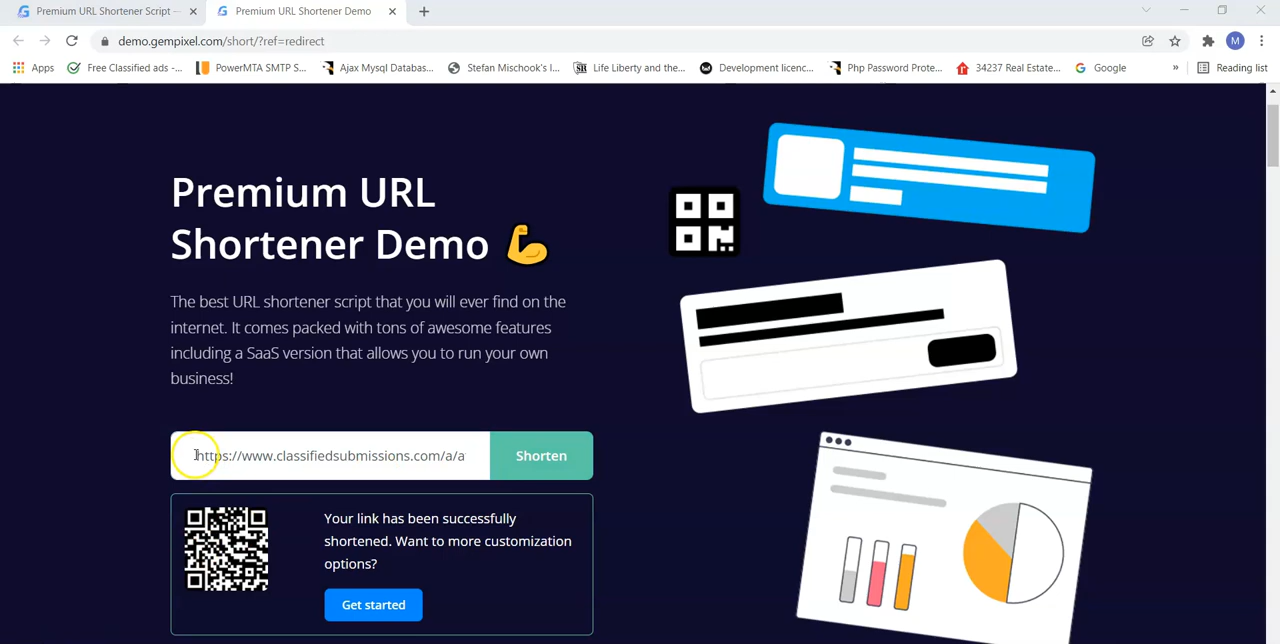 Premium URL Shortener Script —
Premium URL Shortener Demo
demo.gempixel.com/short/?ref=redirect
M
Apps
Free Classified ads -...
PowerMTA SMTP S...
Ajax Mysql Databas...
Stefan Mischook's I...
Life Liberty and the...
Development licenc...
Php Password Prote...
34237 Real Estate...
Google
»
Reading list
Premium URL
Shortener Demo 💪
The best URL shortener script that you will ever find on the
internet. It comes packed with tons of awesome features
including a SaaS version that allows you to run your own
business!
https://www.classifiedsubmissions.com/a/a
Shorten
Your link has been successfully
shortened. Want to more customization
options?
Get started